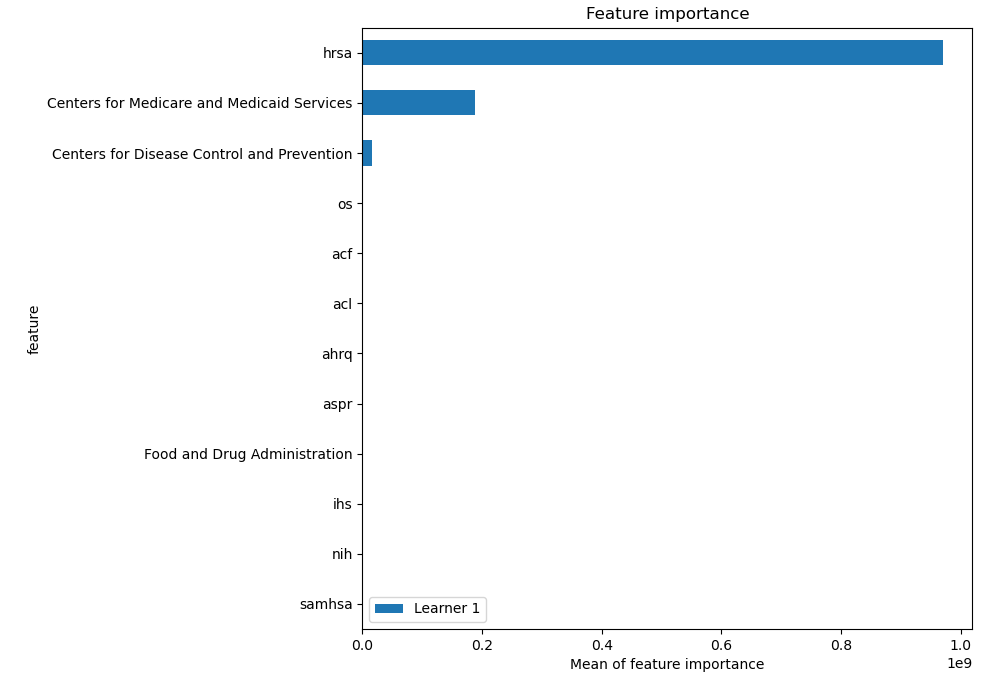 Feature importance
hrsa
Centers for Medicare and Medicaid Services
Centers for Disease Control and Prevention
os
acf
acl
ahrq
aspr
Food and Drug Administration
ihs
nih
samhsa
feature
Learner 1
0.0 0.2 0.4 0.6 0.8 1.0
1e9
Mean of feature importance